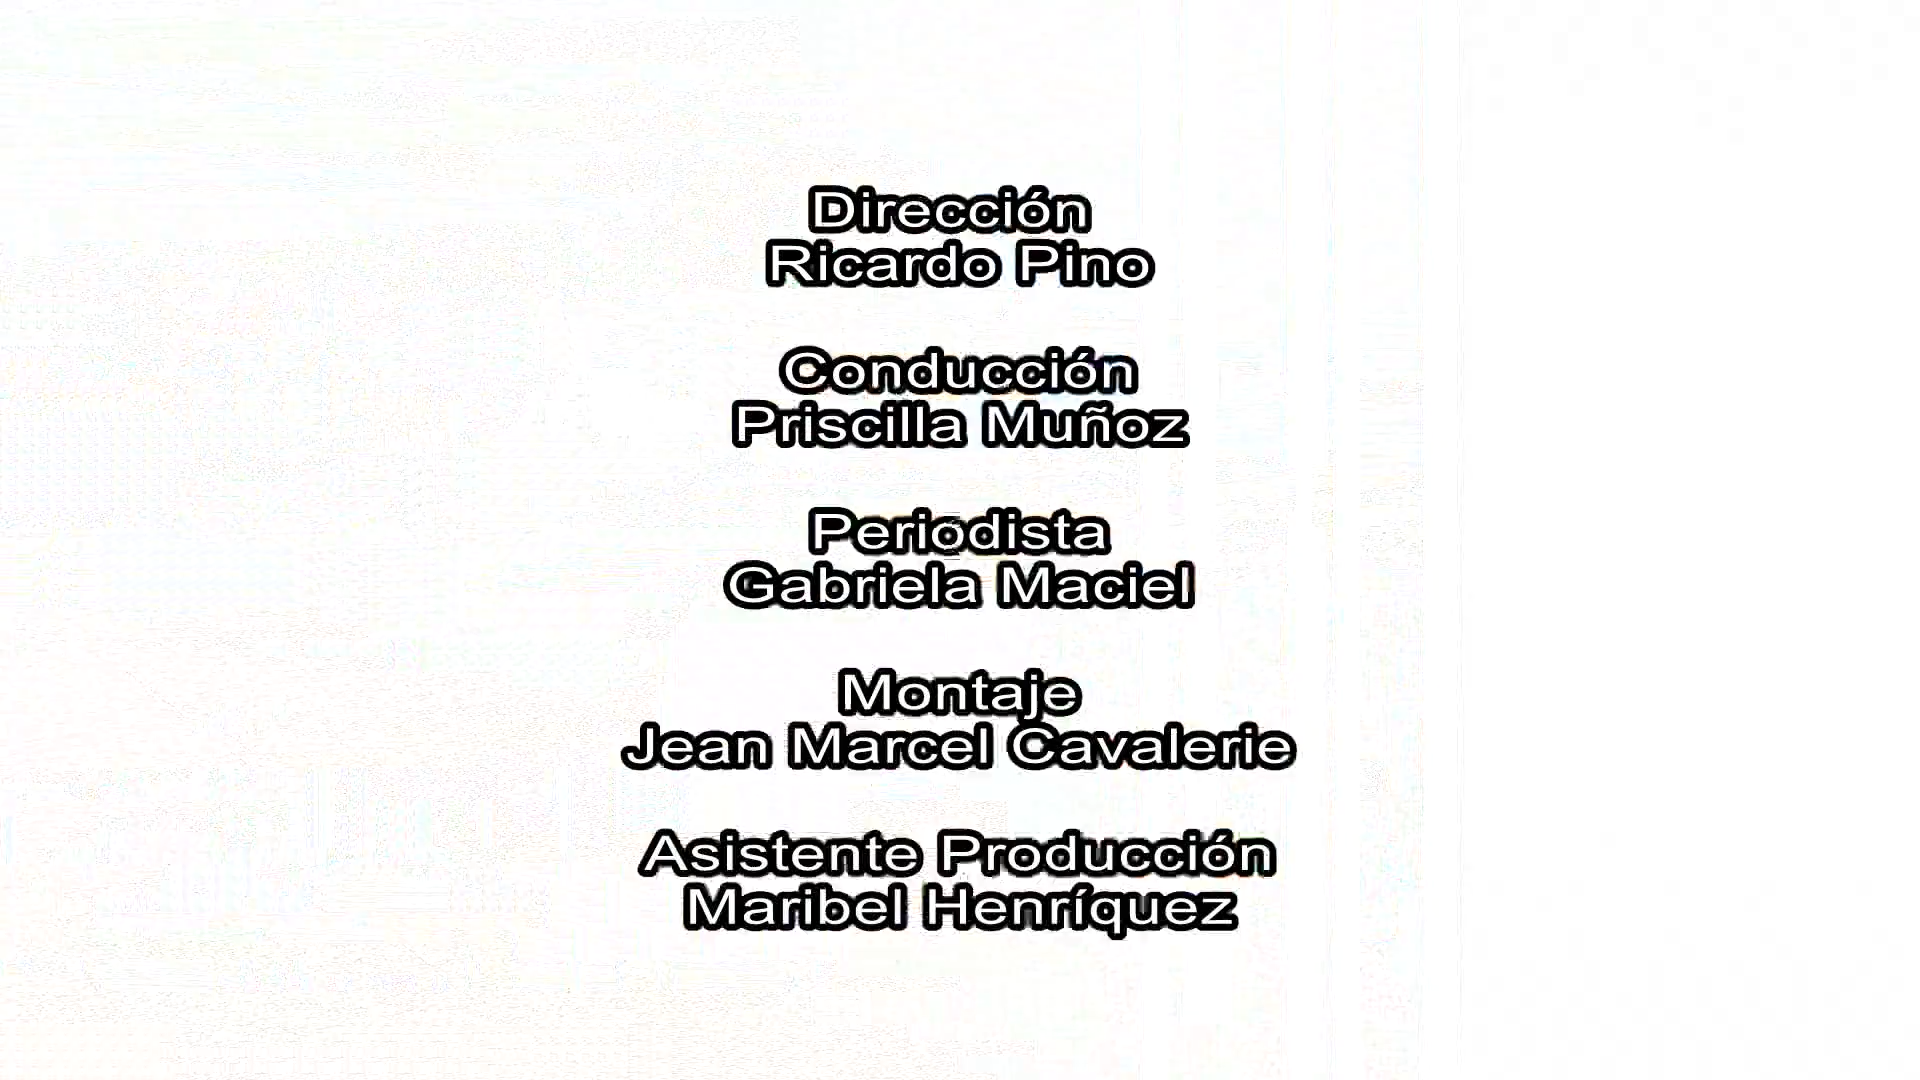 Dirección
Ricardo Pino
Conducción
Priscilla Muñoz
Periodista
Gabriela Maciel
Montaje
Jean Marcel Cavalerie
Asistente Producción
Maribel Henríquez